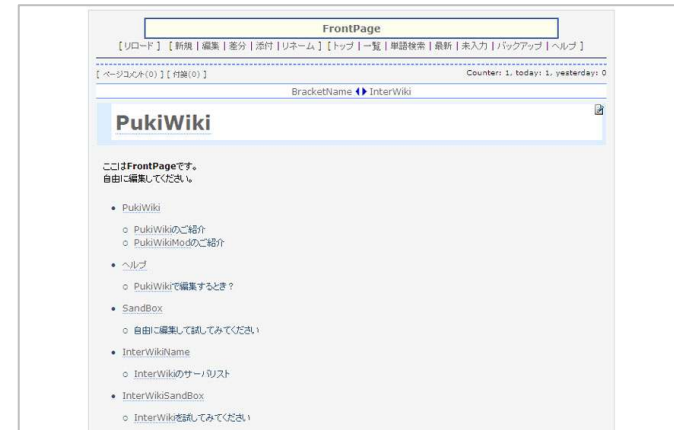 FrontPage
[リロード] [新規|編集|差分|添付|リネーム] [トップ|一覧|単語検索|最新|未入力|バックアップ|ヘルプ]
[ ページコメント(0) ] [ 付箋(0) ] Counter: 1, today: 1, yesterday: 0
BracketName InterWiki
PukiWiki
ここはFrontPageです。
自由に編集してください。
PukiWiki
PukiWikiのご紹介
PukiWikiModのご紹介
ヘルプ
PukiWikiで編集するとき？
SandBox
自由に編集して試してみてください
InterWikiName
InterWikiのサーバリスト
InterWikiSandBox
InterWikiを試してみてください